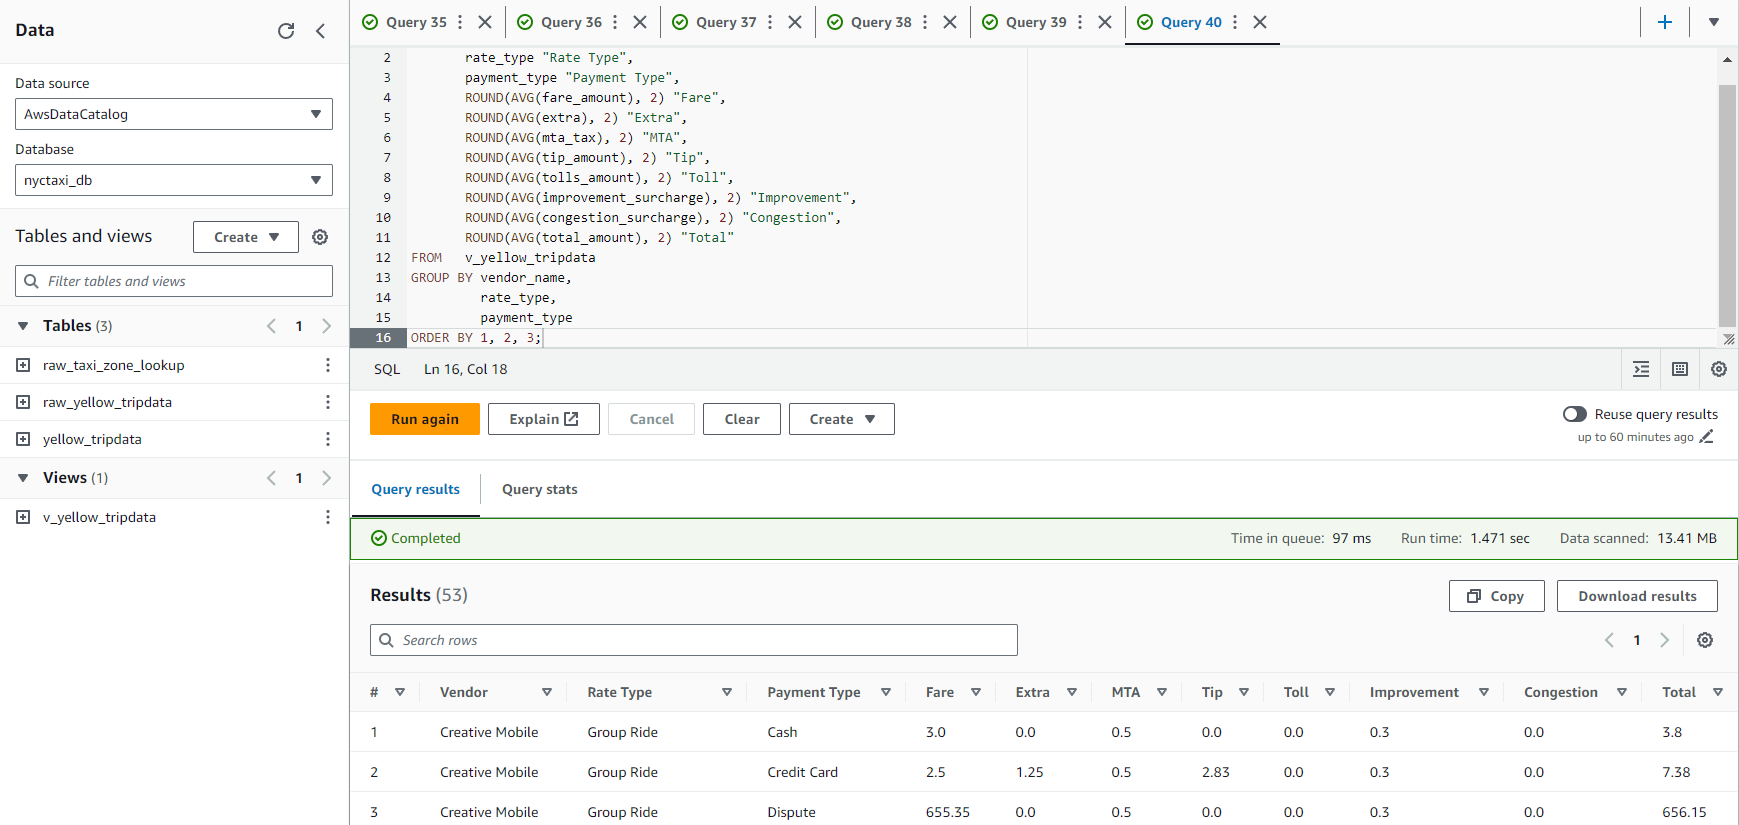 Data
Data source
AwsDataCatalog
Database
nyctaxi_db
Tables and views
Create
Filter tables and views
Tables (3)
1
raw_taxi_zone_lookup
raw_yellow_tripdata
yellow_tripdata
Views (1)
1
v_yellow_tripdata
Query 35 Query 36 Query 37 Query 38 Query 39 Query 40
2 rate_type "Rate Type",
3 payment_type "Payment Type",
4 ROUND(AVG(fare_amount), 2) "Fare",
5 ROUND(AVG(extra), 2) "Extra",
6 ROUND(AVG(mta_tax), 2) "MTA",
7 ROUND(AVG(tip_amount), 2) "Tip",
8 ROUND(AVG(tolls_amount), 2) "Toll",
9 ROUND(AVG(improvement_surcharge), 2) "Improvement",
10 ROUND(AVG(congestion_surcharge), 2) "Congestion",
11 ROUND(AVG(total_amount), 2) "Total"
12 FROM v_yellow_tripdata
13 GROUP BY vendor_name,
14 rate_type,
15 payment_type
16 ORDER BY 1, 2, 3;
SQL Ln 16, Col 18
Run again Explain Cancel Clear Create Reuse query results
up to 60 minutes ago
Query results Query stats
Completed Time in queue: 97 ms Run time: 1.471 sec Data scanned: 13.41 MB
Results (53) Copy Download results
Search rows 1
# Vendor Rate Type Payment Type Fare Extra MTA Tip Toll Improvement Congestion Total
1 Creative Mobile Group Ride Cash 3.0 0.0 0.5 0.0 0.0 0.3 0.0 3.8
2 Creative Mobile Group Ride Credit Card 2.5 1.25 0.5 2.83 0.0 0.3 0.0 7.38
3 Creative Mobile Group Ride Dispute 655.35 0.0 0.5 0.0 0.0 0.3 0.0 656.15